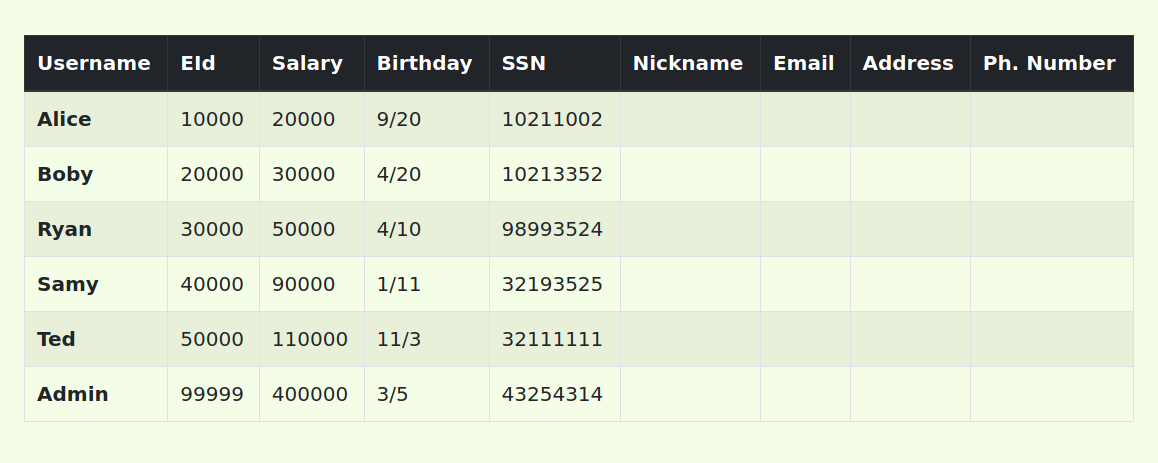 Username EId Salary Birthday SSN Nickname Email Address Ph. Number
Alice 10000 20000 9/20 10211002
Boby 20000 30000 4/20 10213352
Ryan 30000 50000 4/10 98993524
Samy 40000 90000 1/11 32193525
Ted 50000 110000 11/3 32111111
Admin 99999 400000 3/5 43254314